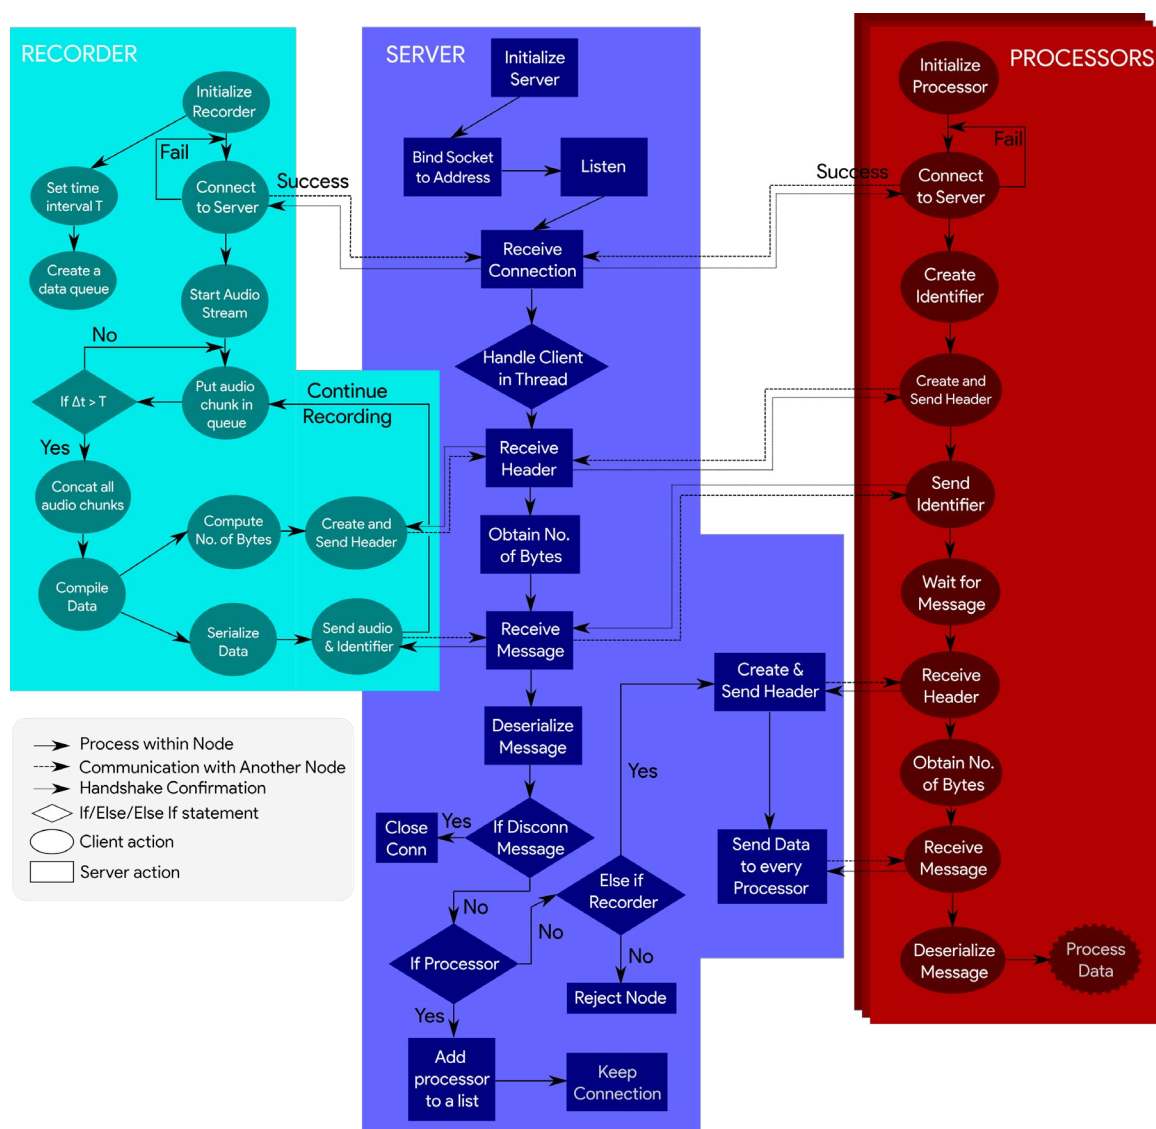 RECORDER
Initialize
Recorder
Fail
Set time
interval T
Connect
to Server
Success
Create a
data queue
Start Audio
Stream
No
If Δt > T
Put audio
chunk in
queue
Continue
Recording
Yes
Concat all
audio chunks
Compute
No. of Bytes
Create and
Send Header
Compile
Data
Serialize
Data
Send audio
& Identifier
Process within Node
Communication with Another Node
Handshake Confirmation
If/Else/Else If statement
Client action
Server action
SERVER
Initialize
Server
Bind Socket
to Address
Listen
Receive
Connection
Handle Client
in Thread
Receive
Header
Obtain No.
of Bytes
Receive
Message
Deserialize
Message
If Disconn
Message
Yes
Close
Conn
No
If Processor
No
Else if
Recorder
Yes
No
Reject Node
Yes
Add
processor
to a list
Keep
Connection
Create &
Send Header
Send Data
to every
Processor
PROCESSORS
Initialize
Processor
Fail
Success
Connect
to Server
Create
Identifier
Create and
Send Header
Send
Identifier
Wait for
Message
Receive
Header
Obtain No.
of Bytes
Receive
Message
Deserialize
Message
Process
Data